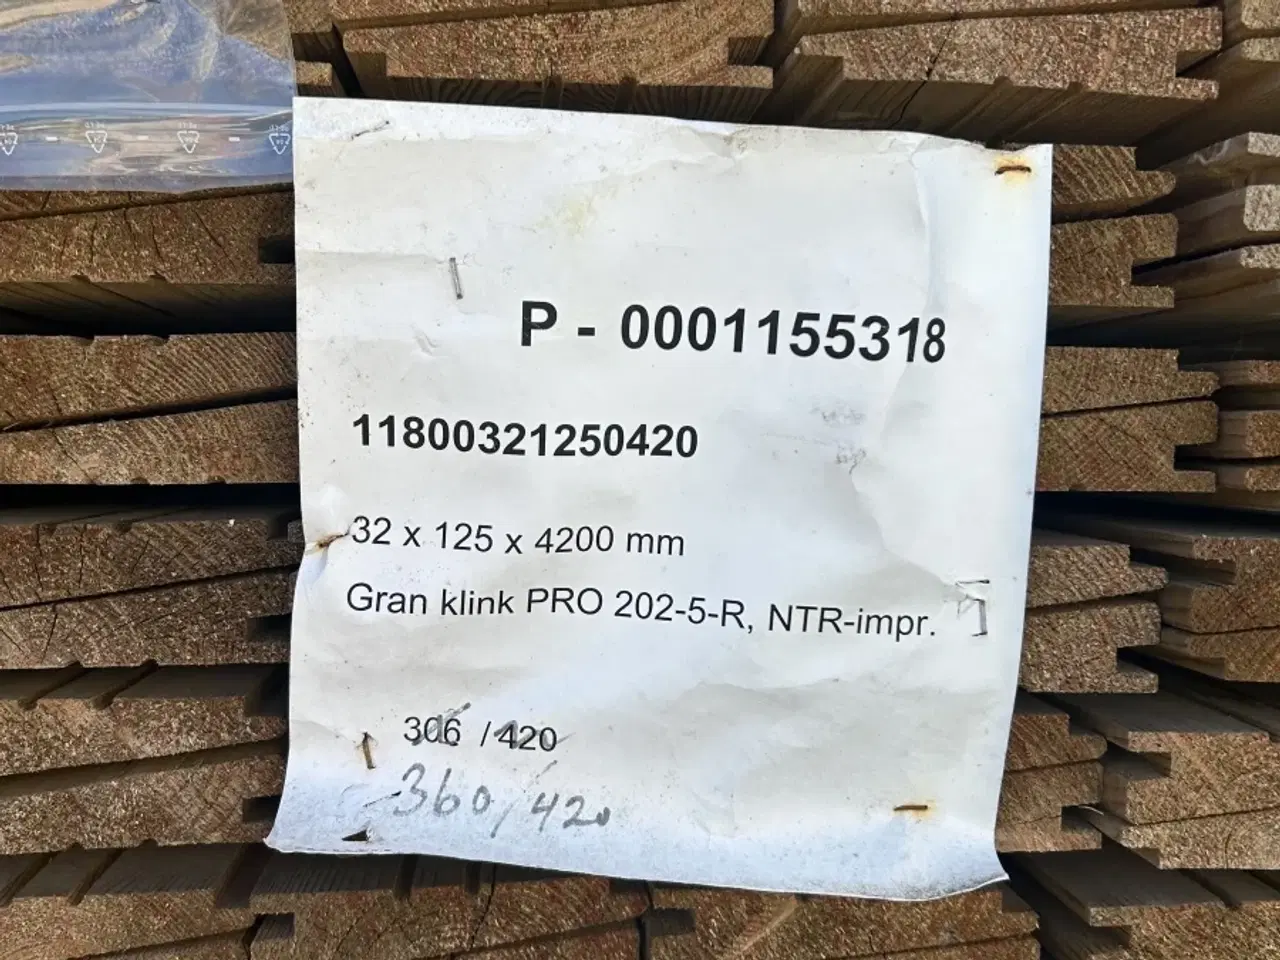 P - 0001155318
11800321250420
32 x 125 x 4200 mm
Gran klink PRO 202-5-R, NTR-impr.
306 / 420
360/420